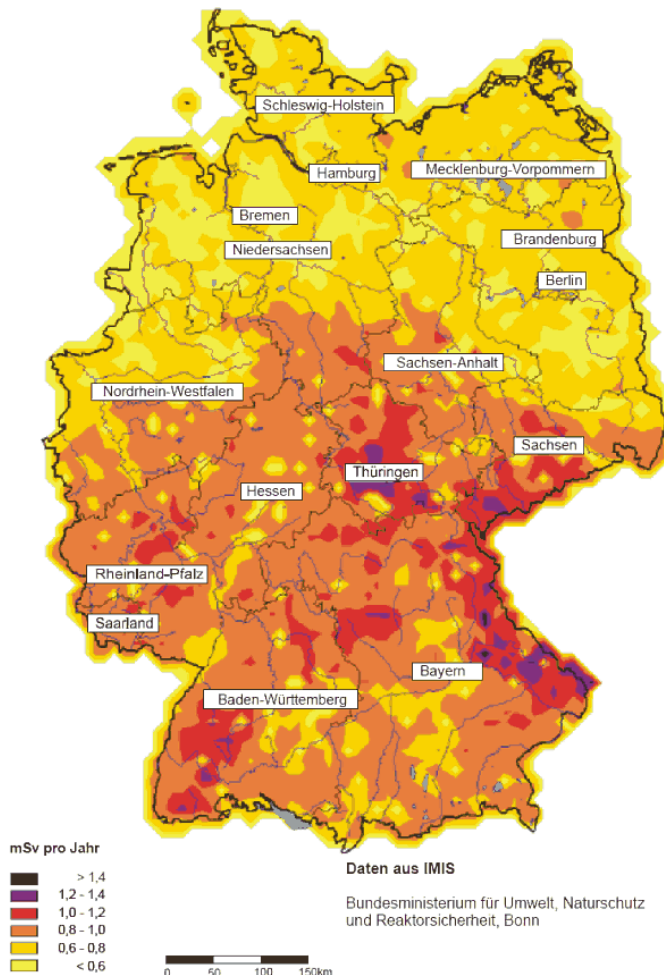 Schleswig-Holstein
Hamburg
Mecklenburg-Vorpommern
Bremen
Niedersachsen
Brandenburg
Berlin
Sachsen-Anhalt
Nordrhein-Westfalen
Sachsen
Thüringen
Hessen
Rheinland-Pfalz
Saarland
Bayern
Baden-Württemberg
mSv pro Jahr
> 1,4
1,2 - 1,4
1,0 - 1,2
0,8 - 1,0
0,6 - 0,8
< 0,6
0 50 100 150km
Daten aus IMIS
Bundesministerium für Umwelt, Naturschutz
und Reaktorsicherheit, Bonn